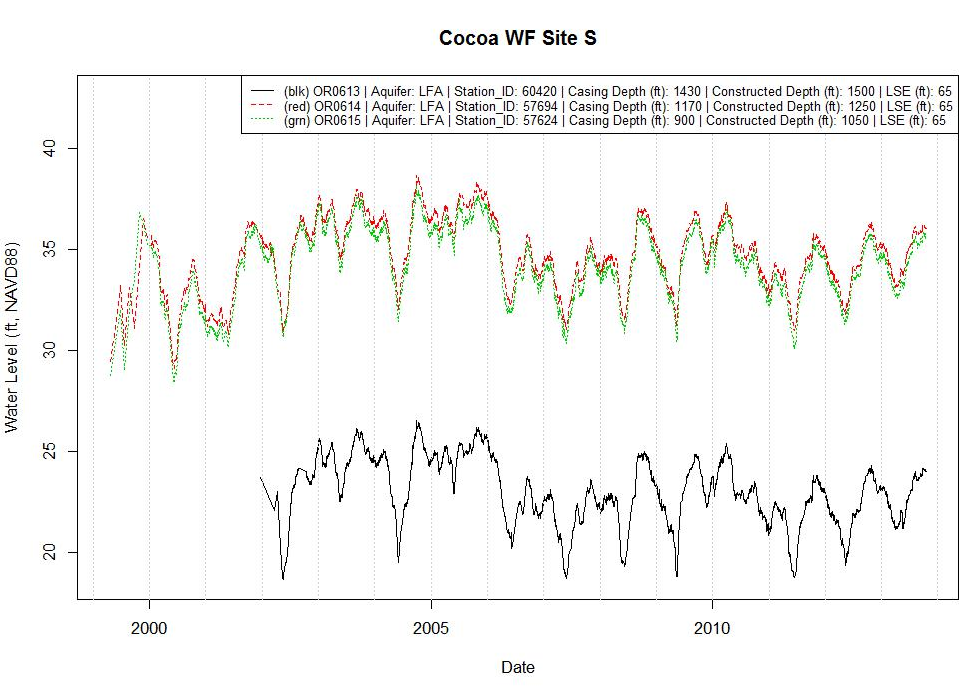 Cocoa WF Site S
(blk) OR0613 | Aquifer: LFA | Station_ID: 60420 | Casing Depth (ft): 1430 | Constructed Depth (ft): 1500 | LSE (ft): 65
(red) OR0614 | Aquifer: LFA | Station_ID: 57694 | Casing Depth (ft): 1170 | Constructed Depth (ft): 1250 | LSE (ft): 65
(grn) OR0615 | Aquifer: LFA | Station_ID: 57624 | Casing Depth (ft): 900 | Constructed Depth (ft): 1050 | LSE (ft): 65
40
35
30
25
20
Water Level (ft, NAVD88)
2000 2005 2010
Date